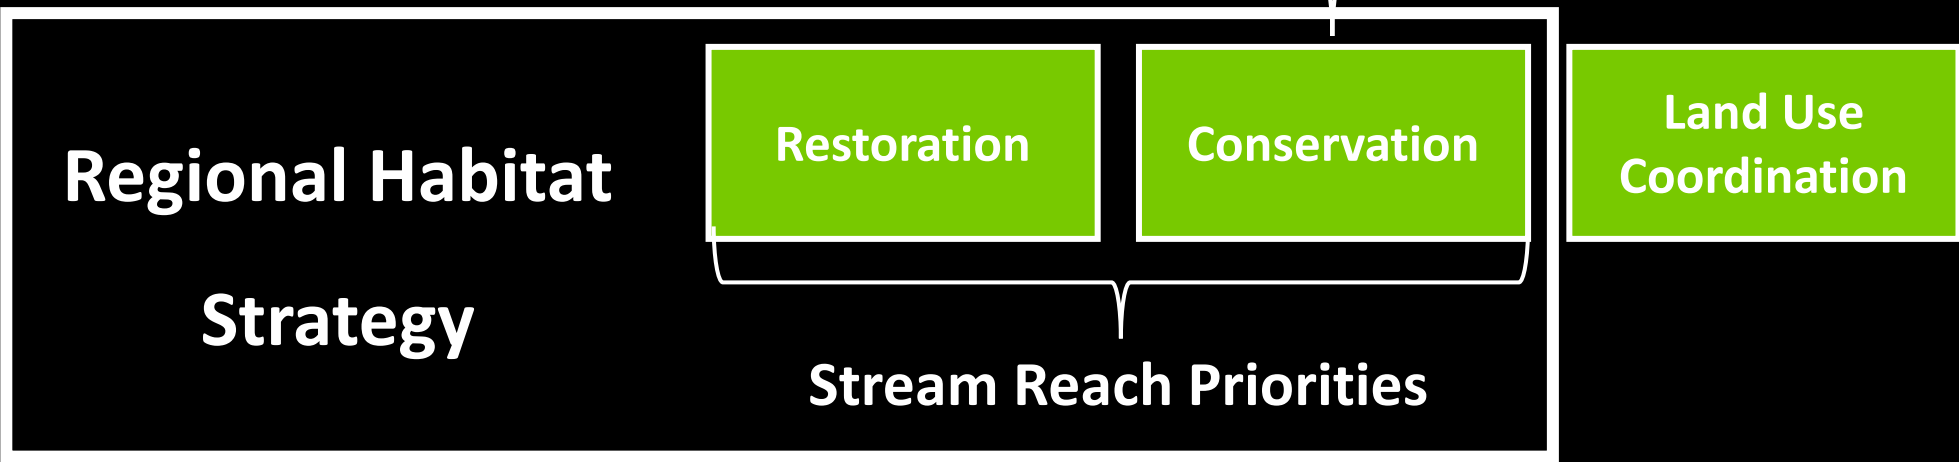 Regional Habitat
Strategy
Restoration
Conservation
Land Use
Coordination
Stream Reach Priorities